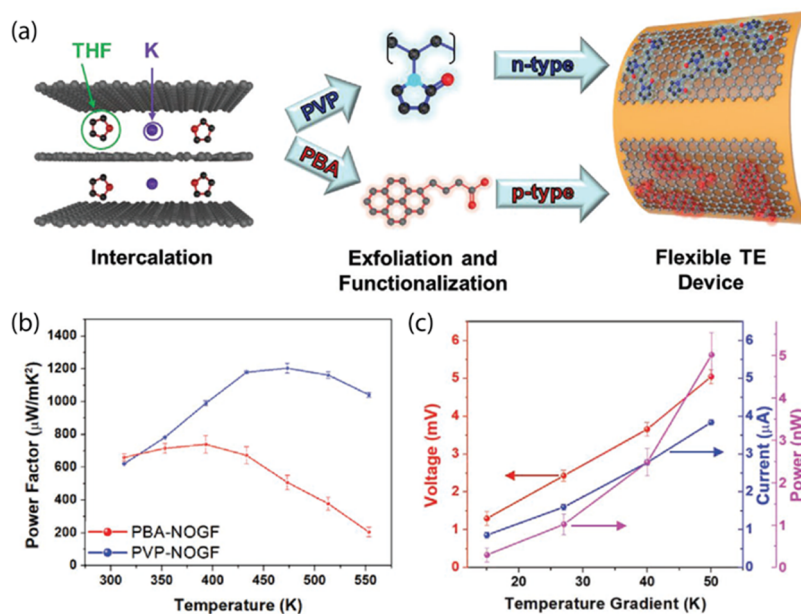 (a)
THF
K
PVP
n-type
PBA
p-type
Intercalation
Exfoliation and
Functionalization
Flexible TE
Device
(b)
1400
1200
1000
800
600
400
200
0
Power Factor (μW/mK²)
PBA-NOGF
PVP-NOGF
300
350
400
450
500
550
Temperature (K)
(c)
6
5
4
3
2
1
0
Voltage (mV)
20
30
40
50
Temperature Gradient (K)
6
5
4
3
2
1
0
Current (μA)
5
4
3
2
1
0
Power (nW)